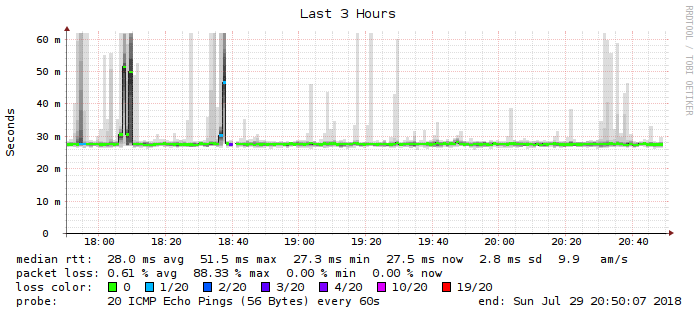 Last 3 Hours
RRDTOOL / TOBI OETIKER
Seconds
60 m
50 m
40 m
30 m
20 m
10 m
0
18:00 18:20 18:40 19:00 19:20 19:40 20:00 20:20 20:40
median rtt: 28.0 ms avg 51.5 ms max 27.3 ms min 27.5 ms now 2.8 ms sd 9.9 am/s
packet loss: 0.61 % avg 88.33 % max 0.00 % min 0.00 % now
loss color: 0 1/20 2/20 3/20 4/20 10/20 19/20
probe: 20 ICMP Echo Pings (56 Bytes) every 60s end: Sun Jul 29 20:50:07 2018